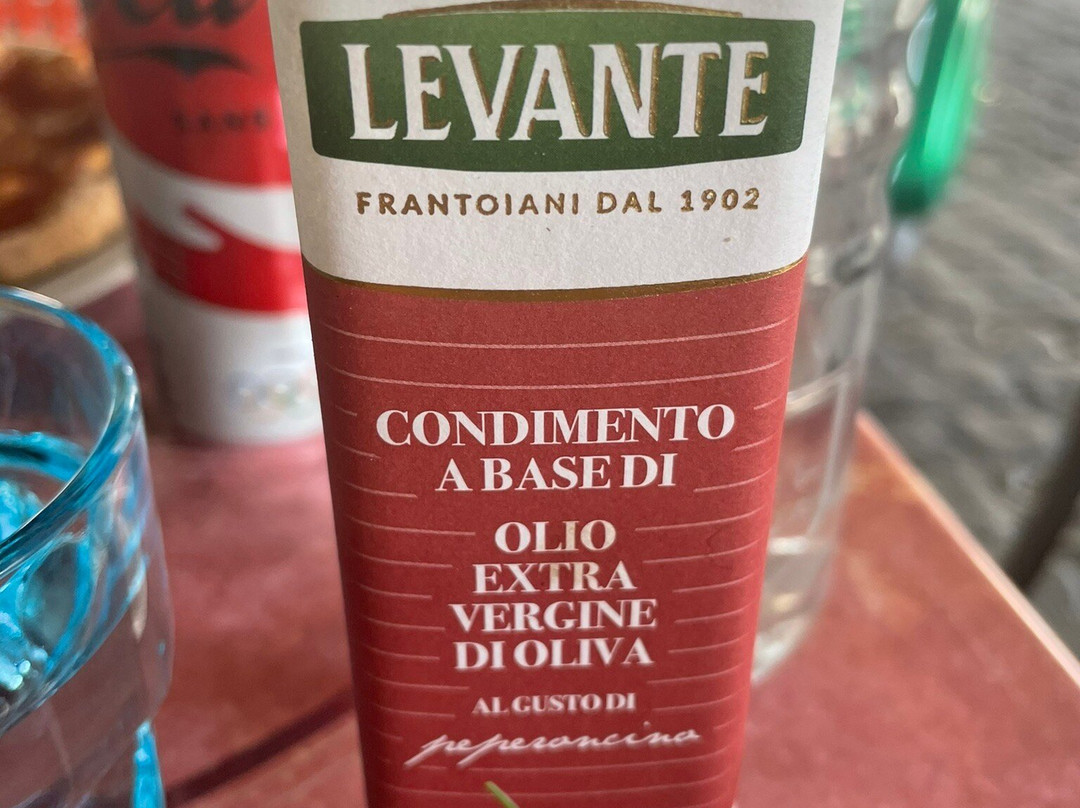 LEVANTE
FRANTOIANI DAL 1902
CONDIMENTO
A BASE DI
OLIO
EXTRA
VERGINE
DI OLIVA
AL GUSTO DI
peperoncino